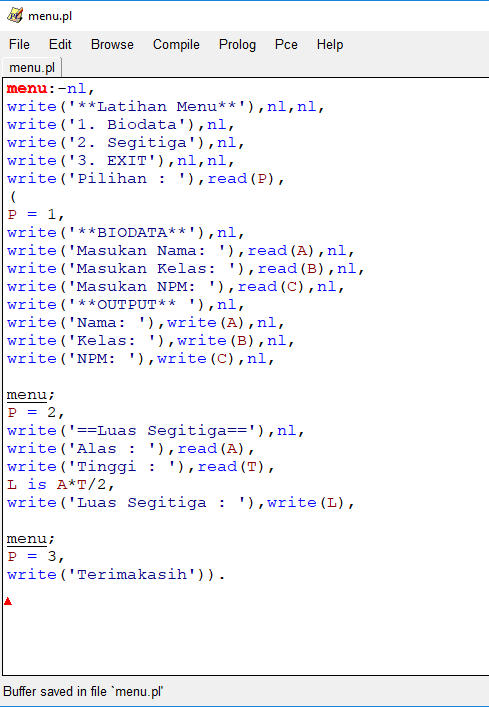 menu.pl
File Edit Browse Compile Prolog Pce Help
menu.pl
menu:-nl,
write('**Latihan Menu**'),nl,nl,
write('1. Biodata'),nl,
write('2. Segitiga'),nl,
write('3. EXIT'),nl,nl,
write('Pilihan : '),read(P),
(
P = 1,
write('**BIODATA**'),nl,
write('Masukan Nama: '),read(A),nl,
write('Masukan Kelas: '),read(B),nl,
write('Masukan NPM: '),read(C),nl,
write('**OUTPUT** '),nl,
write('Nama: '),write(A),nl,
write('Kelas: '),write(B),nl,
write('NPM: '),write(C),nl,
menu;
P = 2,
write('==Luas Segitiga=='),nl,
write('Alas : '),read(A),
write('Tinggi : '),read(T),
L is A*T/2,
write('Luas Segitiga : '),write(L),
menu;
P = 3,
write('Terimakasih')).
Buffer saved in file `menu.pl'